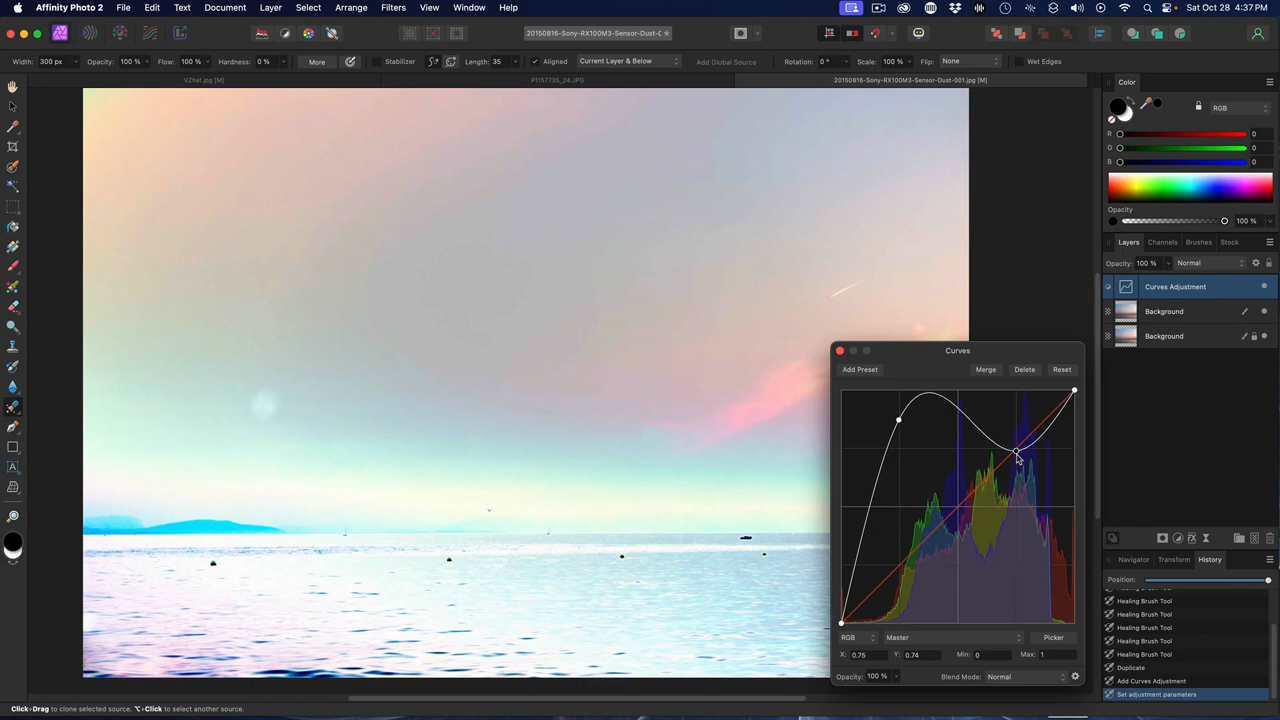 Affinity Photo 2 File Edit Text Document Layer Select Arrange Filters View Window Help Sat Oct 28 4:37 PM
20150816-Sony-RX100M3-Sensor-Dust-0
Width: 300 px Opacity: 100 % Flow: 100 % Hardness: 0 % More Stabilizer Length: 35 Aligned Current Layer & Below Add Global Source Rotation: 0 ° Scale: 100 % Flip: None Wet Edges
VZhat.jpg [M] P1157735_24.JPG 20150816-Sony-RX100M3-Sensor-Dust-001.jpg [M]
Color
RGB
R 0
G 0
B 0
Opacity
100 %
Layers Channels Brushes Stock
Opacity: 100 % Normal
Curves Adjustment
Background
Background
Curves
Add Preset Merge Delete Reset
RGB Master Picker
X: 0.75 Y: 0.74 Min: 0 Max: 1
Opacity: 100 % Blend Mode: Normal
Navigator Transform History
Position:
Healing Brush Tool
Healing Brush Tool
Healing Brush Tool
Healing Brush Tool
Healing Brush Tool
Duplicate
Add Curves Adjustment
Set adjustment parameters
Click+Drag to clone selected source. ⌥+Click to select another source.